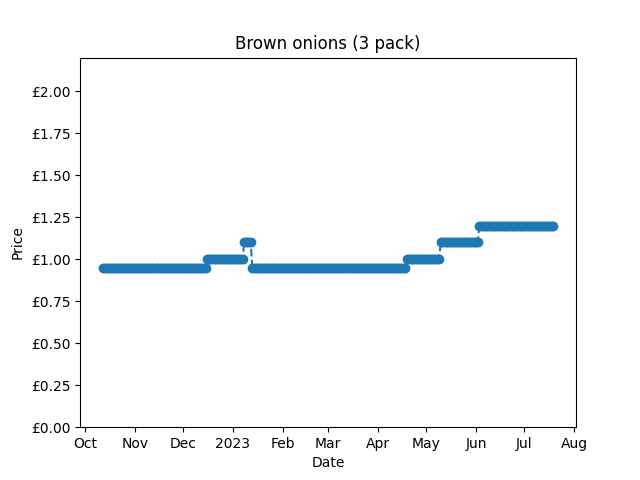 Brown onions (3 pack)
£2.00
£1.75
£1.50
£1.25
£1.00
£0.75
£0.50
£0.25
£0.00
Price
Oct Nov Dec 2023 Feb Mar Apr May Jun Jul Aug
Date